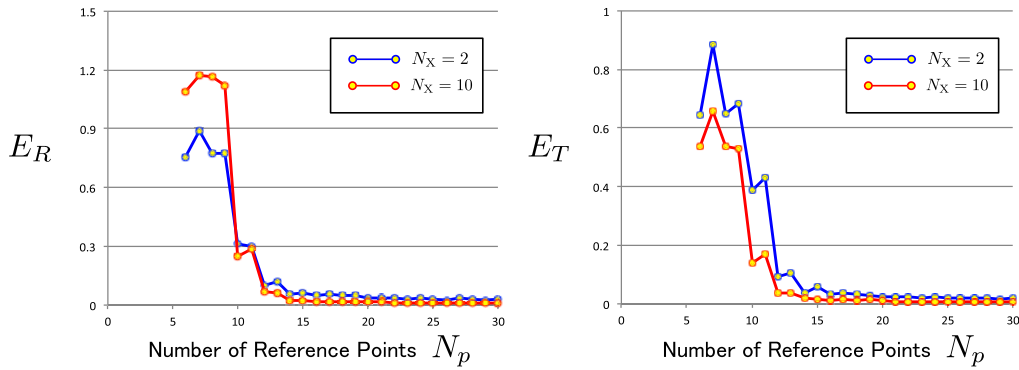 1.5
1.2
0.9
0.6
0.3
0
E_R
N_X = 2
N_X = 10
0 5 10 15 20 25 30
Number of Reference Points N_p
1
0.8
0.6
0.4
0.2
0
E_T
N_X = 2
N_X = 10
0 5 10 15 20 25 30
Number of Reference Points N_p